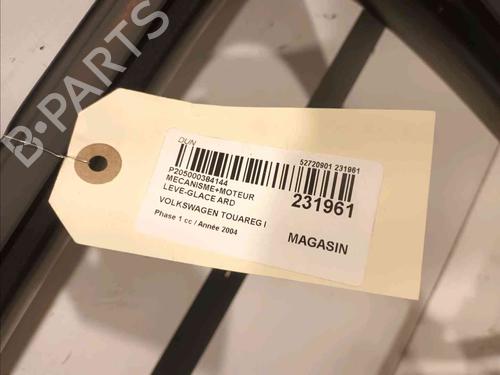 B-PARTS
DUN
52720901 231961
P205000384144
MECANISME+MOTEUR
LEVE-GLACE ARD
231961
VOLKSWAGEN TOUAREG I
Phase 1 cc / Année 2004
MAGASIN